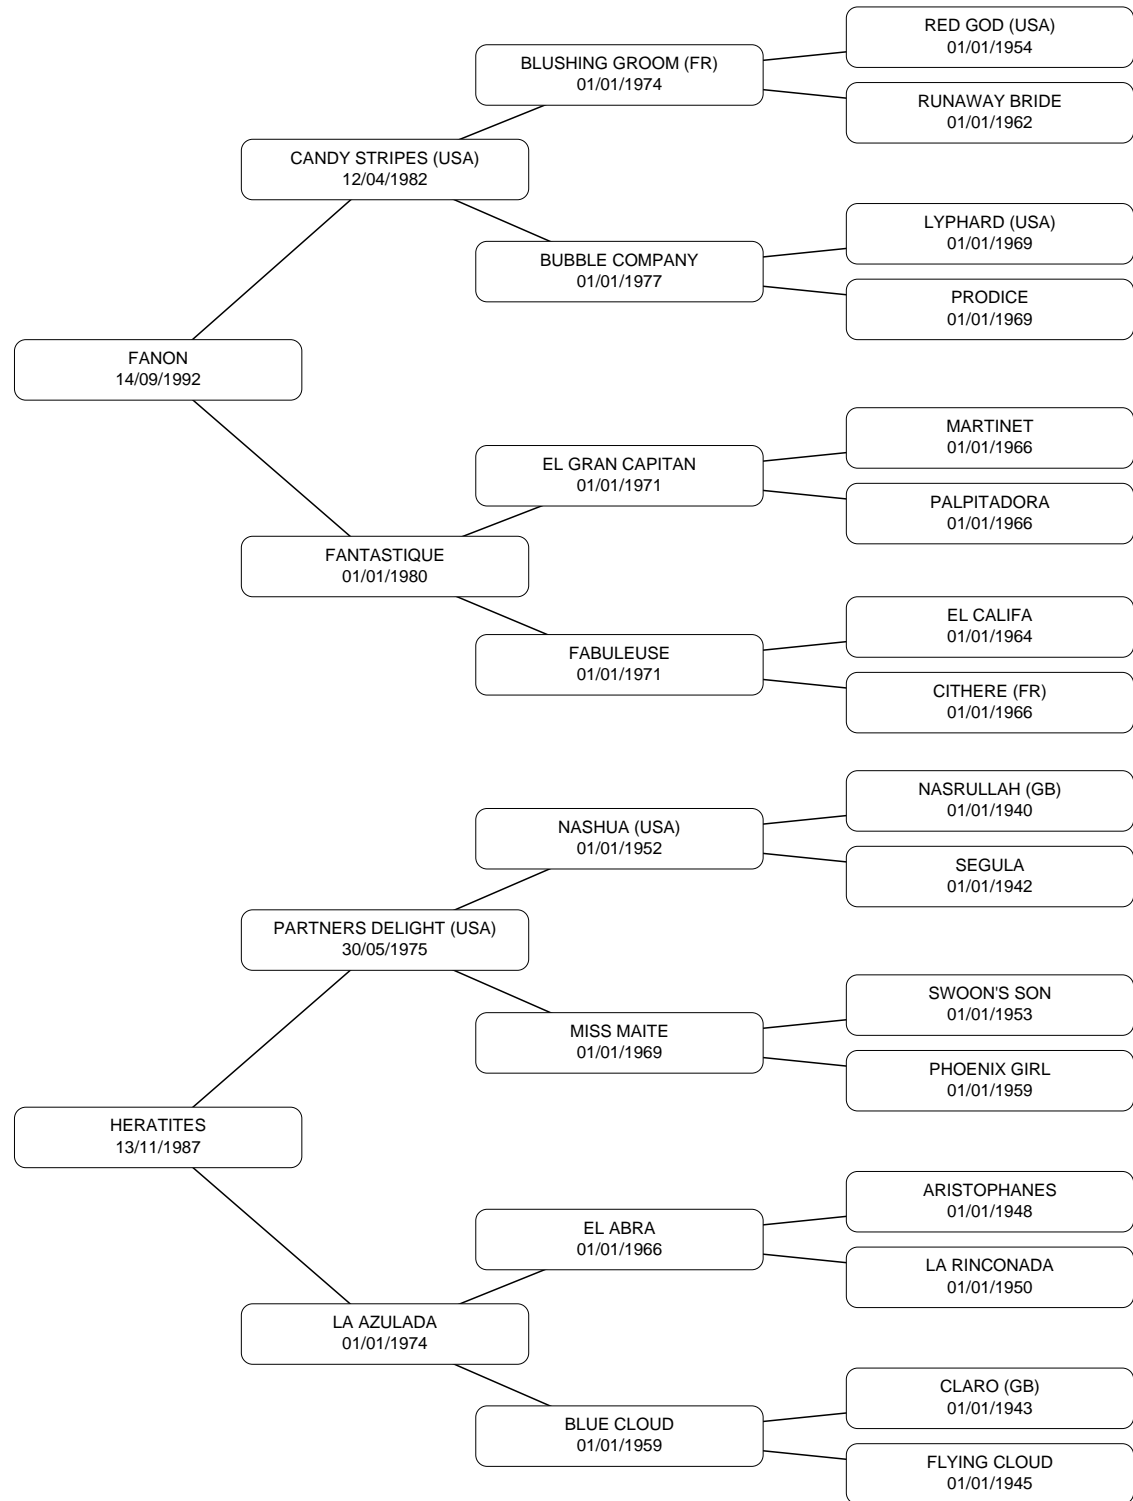 RED GOD (USA)
01/01/1954
BLUSHING GROOM (FR)
01/01/1974
RUNAWAY BRIDE
01/01/1962
CANDY STRIPES (USA)
12/04/1982
LYPHARD (USA)
01/01/1969
BUBBLE COMPANY
01/01/1977
PRODICE
01/01/1969
FANON
14/09/1992
MARTINET
01/01/1966
EL GRAN CAPITAN
01/01/1971
PALPITADORA
01/01/1966
FANTASTIQUE
01/01/1980
EL CALIFA
01/01/1964
FABULEUSE
01/01/1971
CITHERE (FR)
01/01/1966
NASRULLAH (GB)
01/01/1940
NASHUA (USA)
01/01/1952
SEGULA
01/01/1942
PARTNERS DELIGHT (USA)
30/05/1975
SWOON'S SON
01/01/1953
MISS MAITE
01/01/1969
PHOENIX GIRL
01/01/1959
HERATITES
13/11/1987
ARISTOPHANES
01/01/1948
EL ABRA
01/01/1966
LA RINCONADA
01/01/1950
LA AZULADA
01/01/1974
CLARO (GB)
01/01/1943
BLUE CLOUD
01/01/1959
FLYING CLOUD
01/01/1945